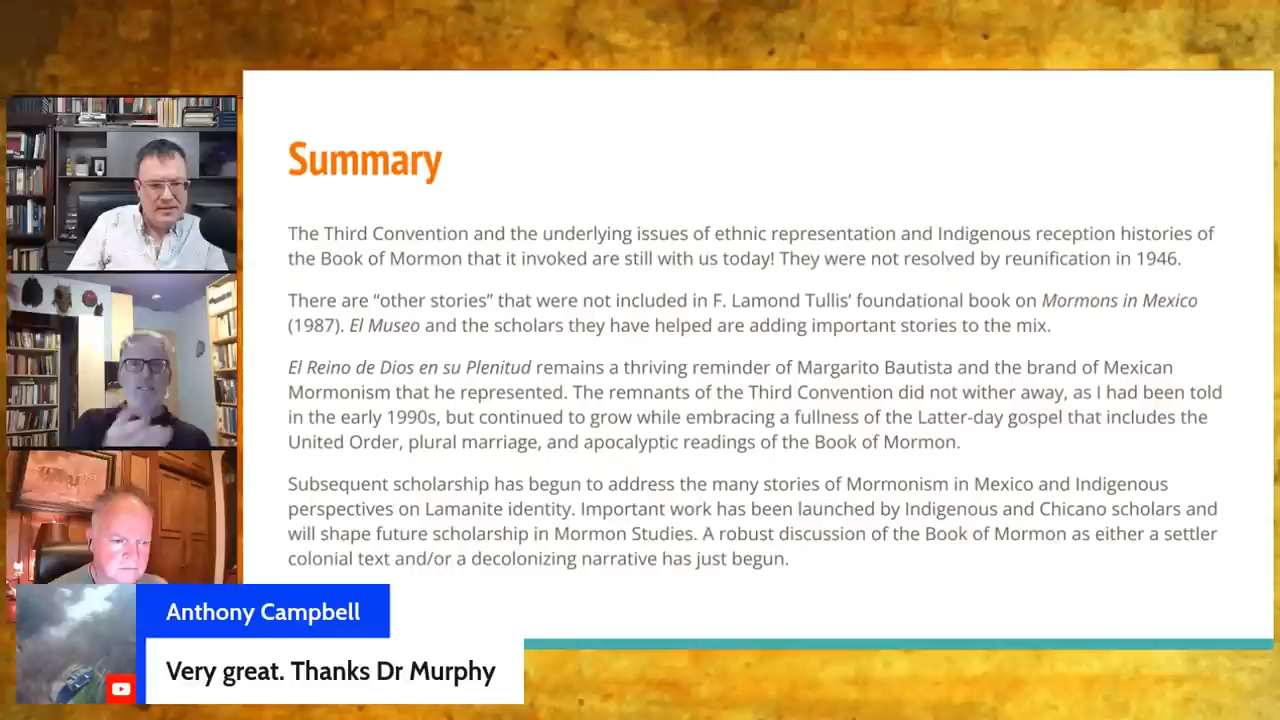 Summary
The Third Convention and the underlying issues of ethnic representation and Indigenous reception histories of
the Book of Mormon that it invoked are still with us today! They were not resolved by reunification in 1946.
There are “other stories” that were not included in F. Lamond Tullis’ foundational book on Mormons in Mexico
(1987). El Museo and the scholars they have helped are adding important stories to the mix.
El Reino de Dios en su Plenitud remains a thriving reminder of Margarito Bautista and the brand of Mexican
Mormonism that he represented. The remnants of the Third Convention did not wither away, as I had been told
in the early 1990s, but continued to grow while embracing a fullness of the Latter-day gospel that includes the
United Order, plural marriage, and apocalyptic readings of the Book of Mormon.
Subsequent scholarship has begun to address the many stories of Mormonism in Mexico and Indigenous
perspectives on Lamanite identity. Important work has been launched by Indigenous and Chicano scholars and
will shape future scholarship in Mormon Studies. A robust discussion of the Book of Mormon as either a settler
colonial text and/or a decolonizing narrative has just begun.
Anthony Campbell
Very great. Thanks Dr Murphy